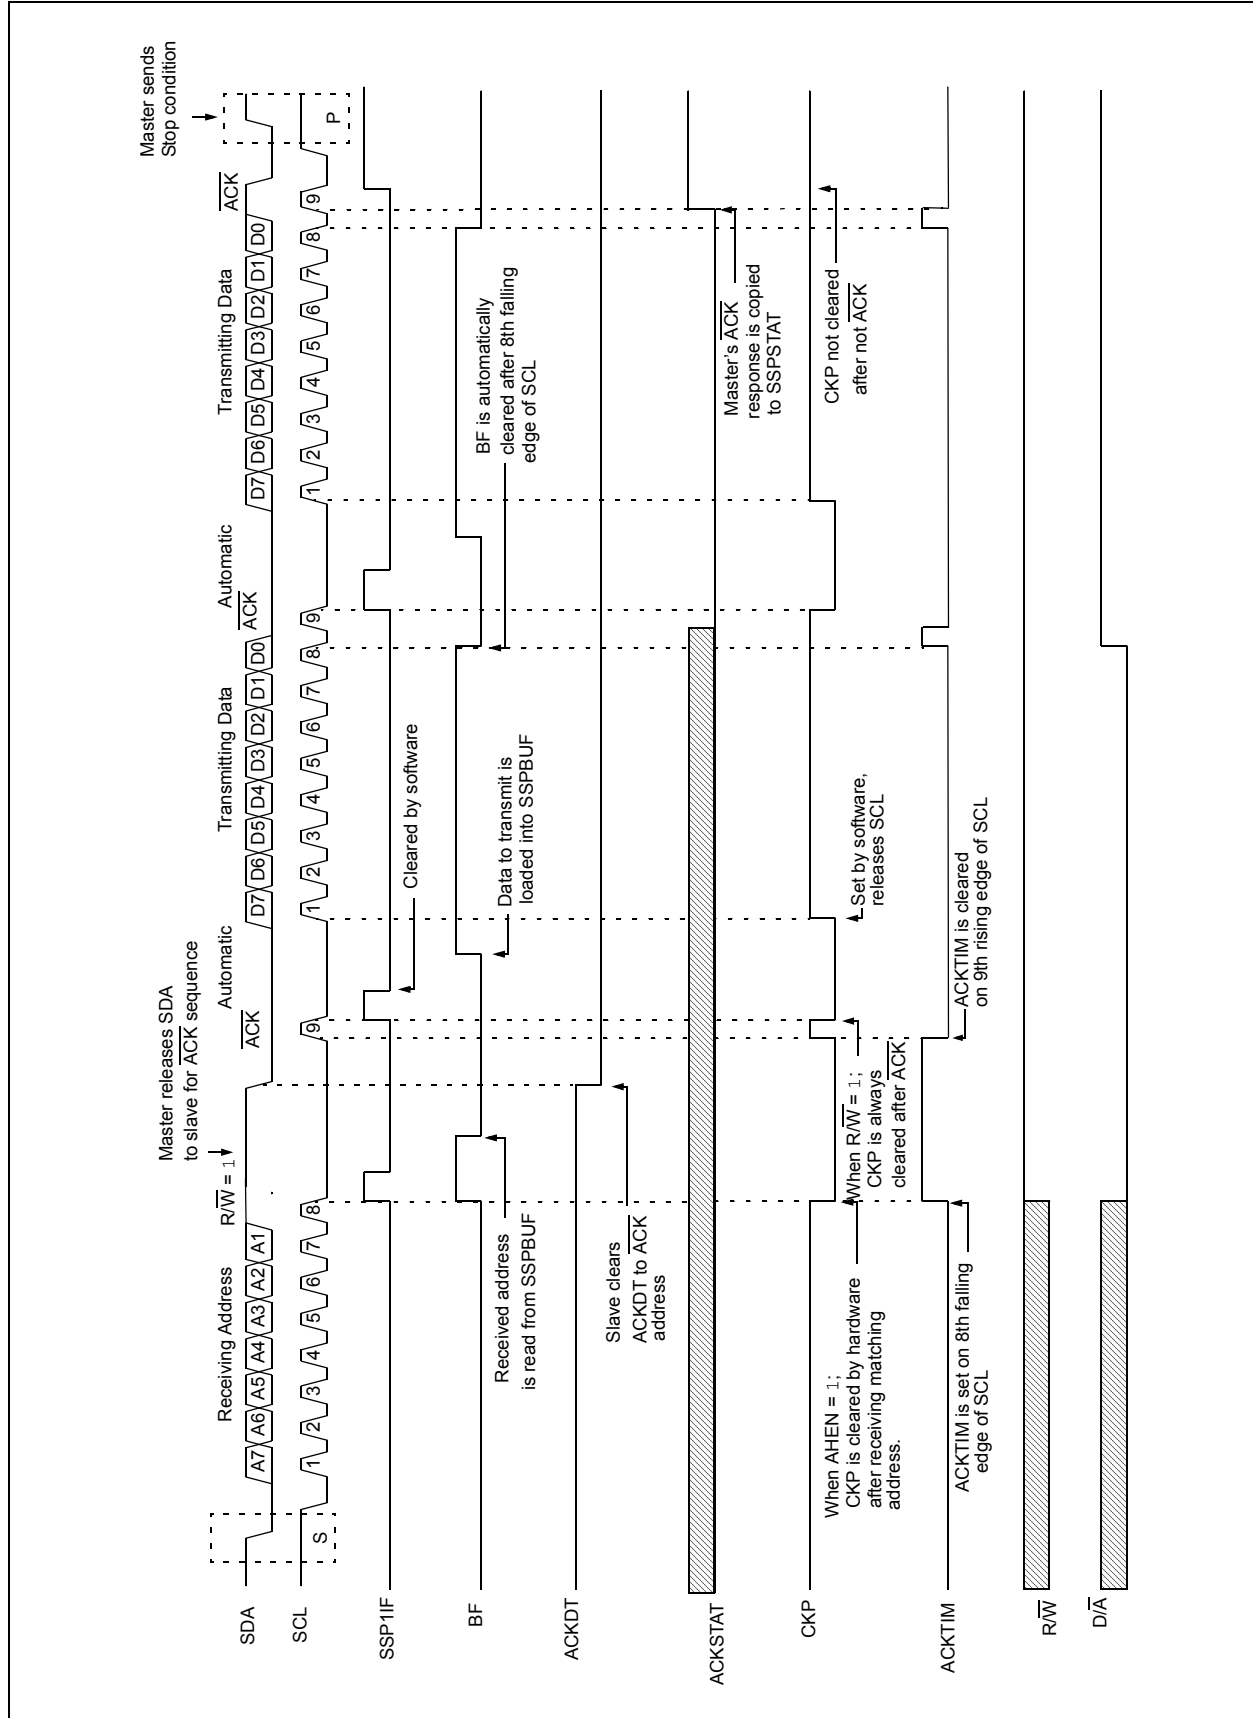 Master sends
Stop condition
Master releases SDA
to slave for ACK sequence
Receiving Address
R/W = 1
ACK
Automatic
Transmitting Data
ACK
Automatic
Transmitting Data
ACK
SDA
A7 A6 A5 A4 A3 A2 A1
D7 D6 D5 D4 D3 D2 D1 D0
D7 D6 D5 D4 D3 D2 D1 D0
SCL
S
1 2 3 4 5 6 7 8 9
1 2 3 4 5 6 7 8 9
1 2 3 4 5 6 7 8 9
P
SSP1IF
Cleared by software
BF
Received address
is read from SSPBUF
Data to transmit is
loaded into SSPBUF
BF is automatically
cleared after 8th falling
edge of SCL
ACKDT
Slave clears
ACKDT to ACK
address
ACKSTAT
Master's ACK
response is copied
to SSPSTAT
CKP
When AHEN = 1;
CKP is cleared by hardware
after receiving matching
address.
When R/W = 1;
CKP is always
cleared after ACK
Set by software,
releases SCL
CKP not cleared
after not ACK
ACKTIM
ACKTIM is set on 8th falling
edge of SCL
ACKTIM is cleared
on 9th rising edge of SCL
R/W
D/A